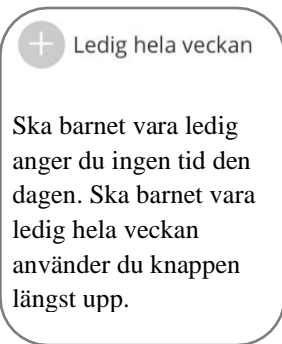 Ledig hela veckan
Ska barnet vara ledig
anger du ingen tid den
dagen. Ska barnet vara
ledig hela veckan
använder du knappen
längst upp.